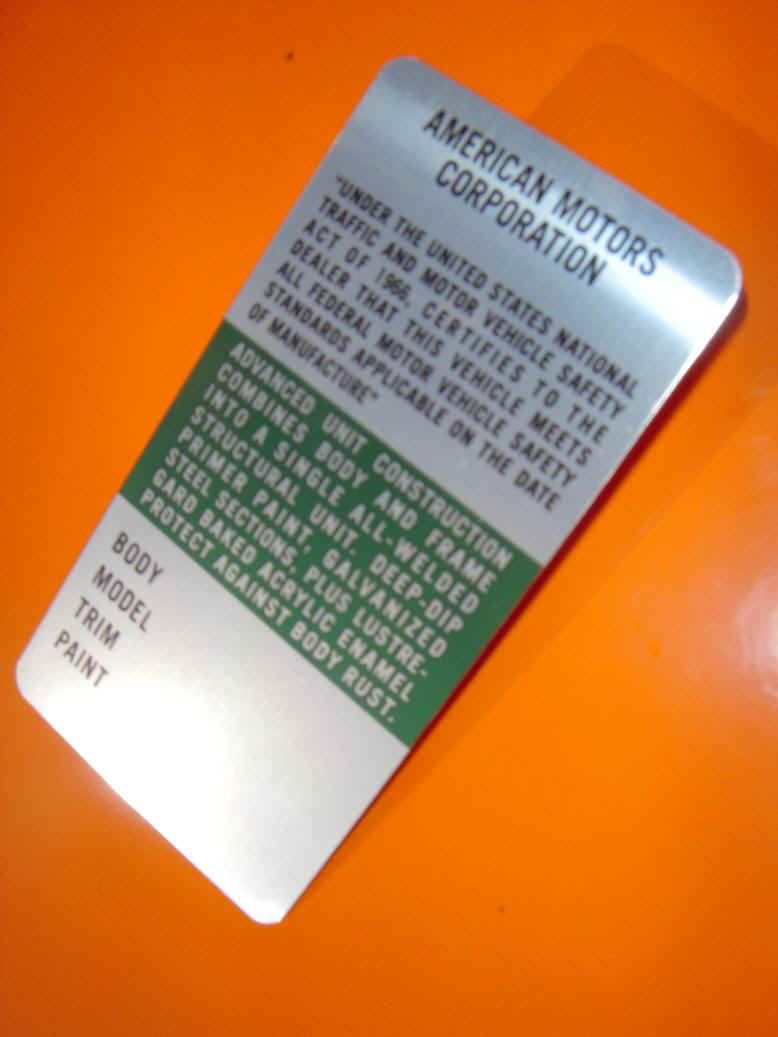 AMERICAN MOTORS
CORPORATION
"UNDER THE UNITED STATES NATIONAL
TRAFFIC AND MOTOR VEHICLE SAFETY
ACT OF 1966, CERTIFIES TO THE
DEALER THAT THIS VEHICLE MEETS
ALL FEDERAL MOTOR VEHICLE SAFETY
STANDARDS APPLICABLE ON THE DATE
OF MANUFACTURE"
ADVANCED UNIT CONSTRUCTION
COMBINES BODY AND FRAME
INTO A SINGLE ALL-WELDED
STRUCTURAL UNIT. DEEP-DIP
PRIMER PAINT, GALVANIZED
STEEL SECTIONS, PLUS LUSTRE-
GARD BAKED ACRYLIC ENAMEL
PROTECT AGAINST BODY RUST.
BODY
MODEL
TRIM
PAINT